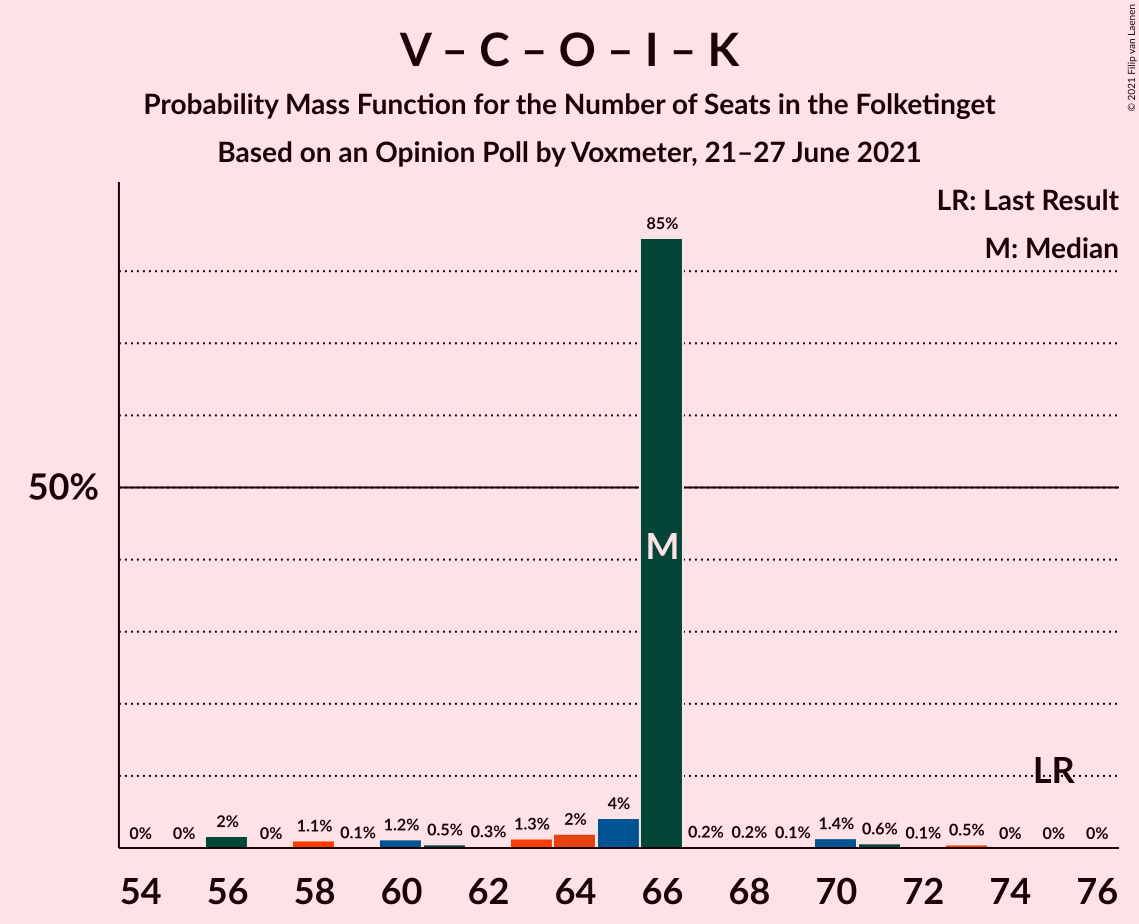 V – C – O – I – K
Probability Mass Function for the Number of Seats in the Folketinget
Based on an Opinion Poll by Voxmeter, 21–27 June 2021
© 2021 Filip van Laenen
LR: Last Result
M: Median
85%
50%
M
LR
0% 0% 2% 0% 1.1% 0.1% 1.2% 0.5% 0.3% 1.3% 2% 4% 0.2% 0.2% 0.1% 1.4% 0.6% 0.1% 0.5% 0% 0% 0%
54 56 58 60 62 64 66 68 70 72 74 76